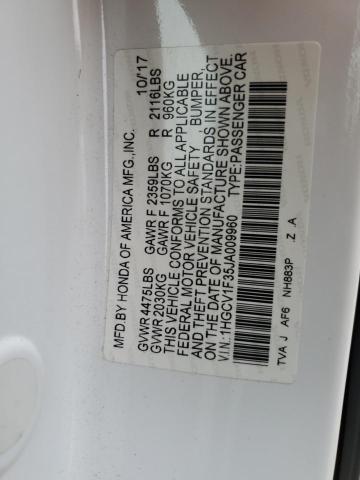 MFD.BY HONDA OF AMERICA MFG.,INC. 10/17
GVWR 4475LBS GAWR F 2359LBS R 2116LBS
GVWR 2030KG GAWR F 1070KG R 960KG
THIS VEHICLE CONFORMS TO ALL APPLICABLE
FEDERAL MOTOR VEHICLE SAFETY , BUMPER,
AND THEFT PREVENTION STANDARDS IN EFFECT
ON THE DATE OF MANUFACTURE SHOWN ABOVE.
V.I.N.:1HGCV1F35JA009960 TYPE:PASSENGER CAR
TVA J AF6 NH883P .Z .A